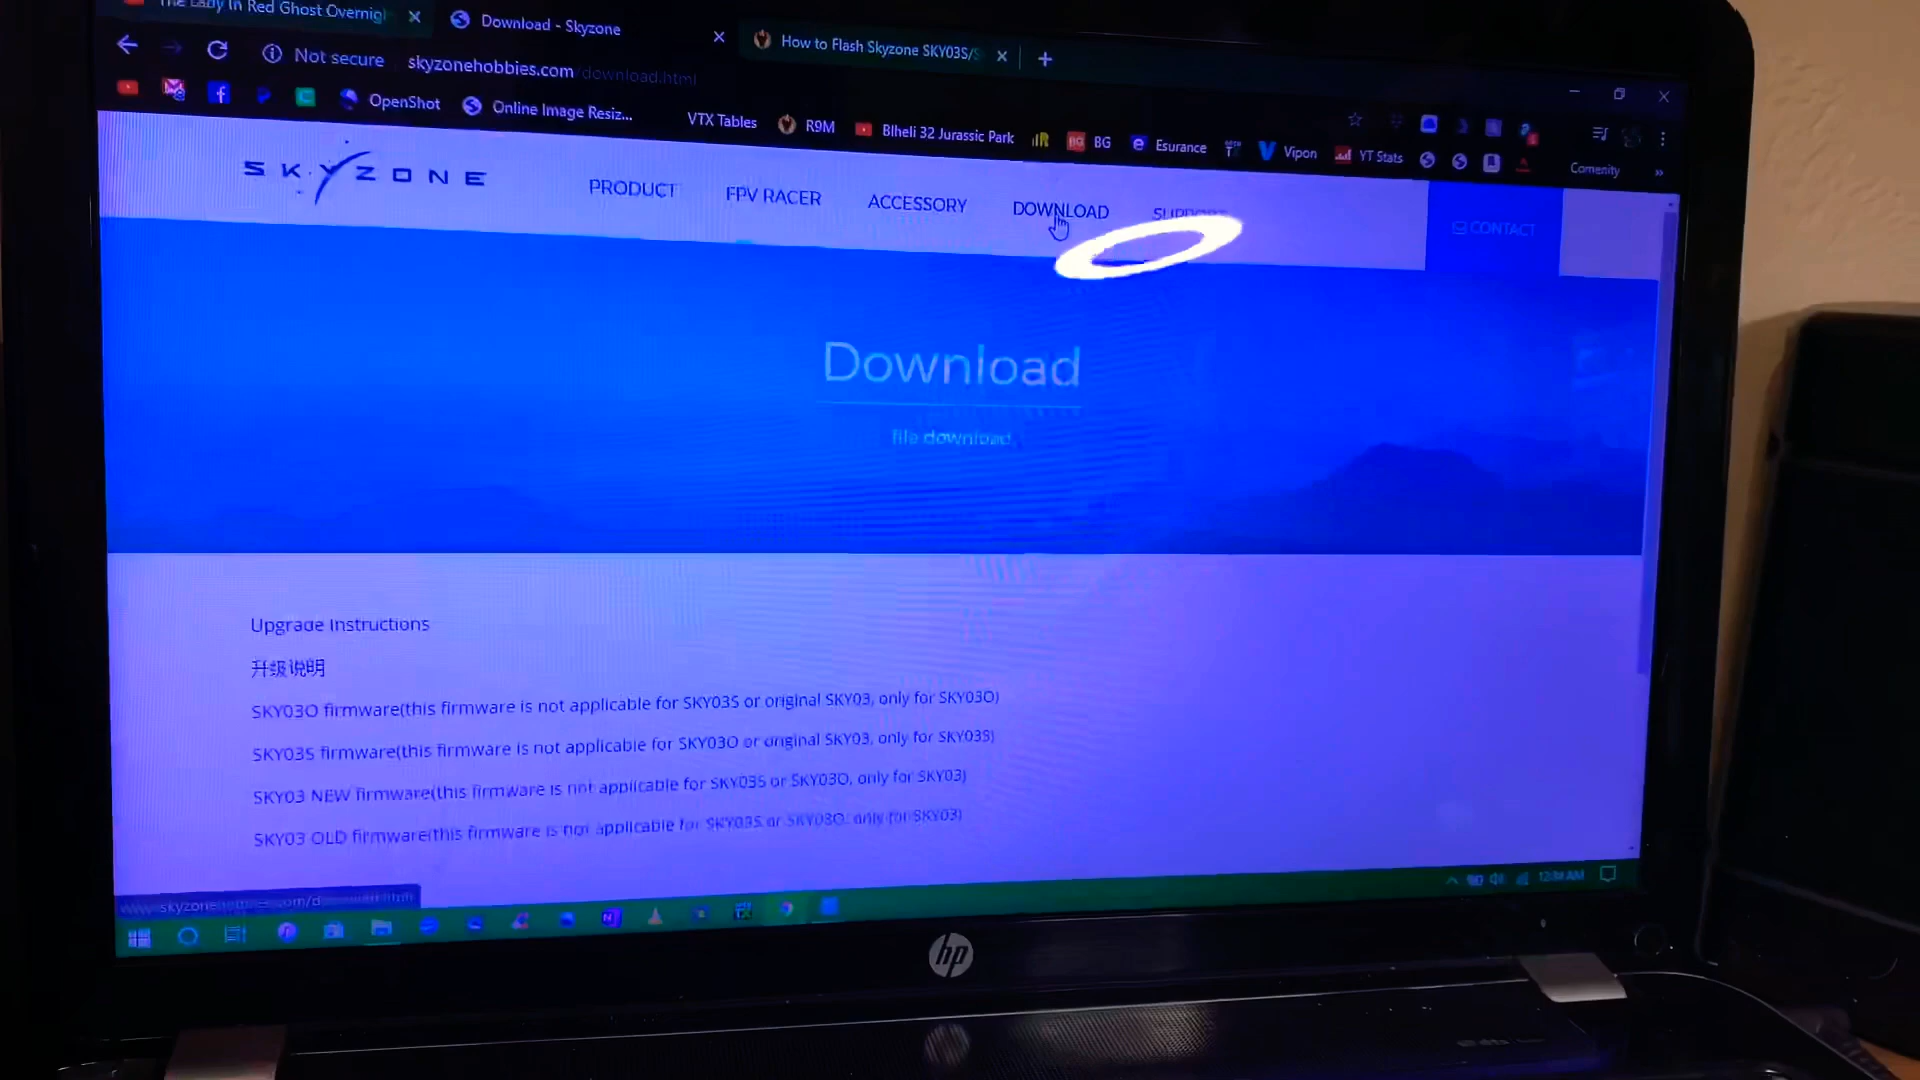 The Lady In Red Ghost Overnig
Download - Skyzone
How to Flash Skyzone SKY03S/S
Not secure
skyzonehobbies.com/download.html
OpenShot
Online Image Resiz...
VTX Tables
R9M
Blheli 32 Jurassic Park
BG
Esurance
Vipon
YT Stats
Comenity
SKYZONE
PRODUCT
FPV RACER
ACCESSORY
DOWNLOAD
SUPPORT
CONTACT
Download
file download.
Upgrade Instructions
升级说明
SKY03O firmware(this firmware is not applicable for SKY03S or original SKY03, only for SKY03O)
SKY03S firmware(this firmware is not applicable for SKY03O or original SKY03, only for SKY03S)
SKY03 NEW firmware(this firmware is not applicable for SKY03S or SKY03O, only for SKY03)
SKY03 OLD firmware(this firmware is not applicable for SKY03S or SKY03O, only for SKY03)
www.skyzonehobbies.com/download.html
12:34 AM
hp